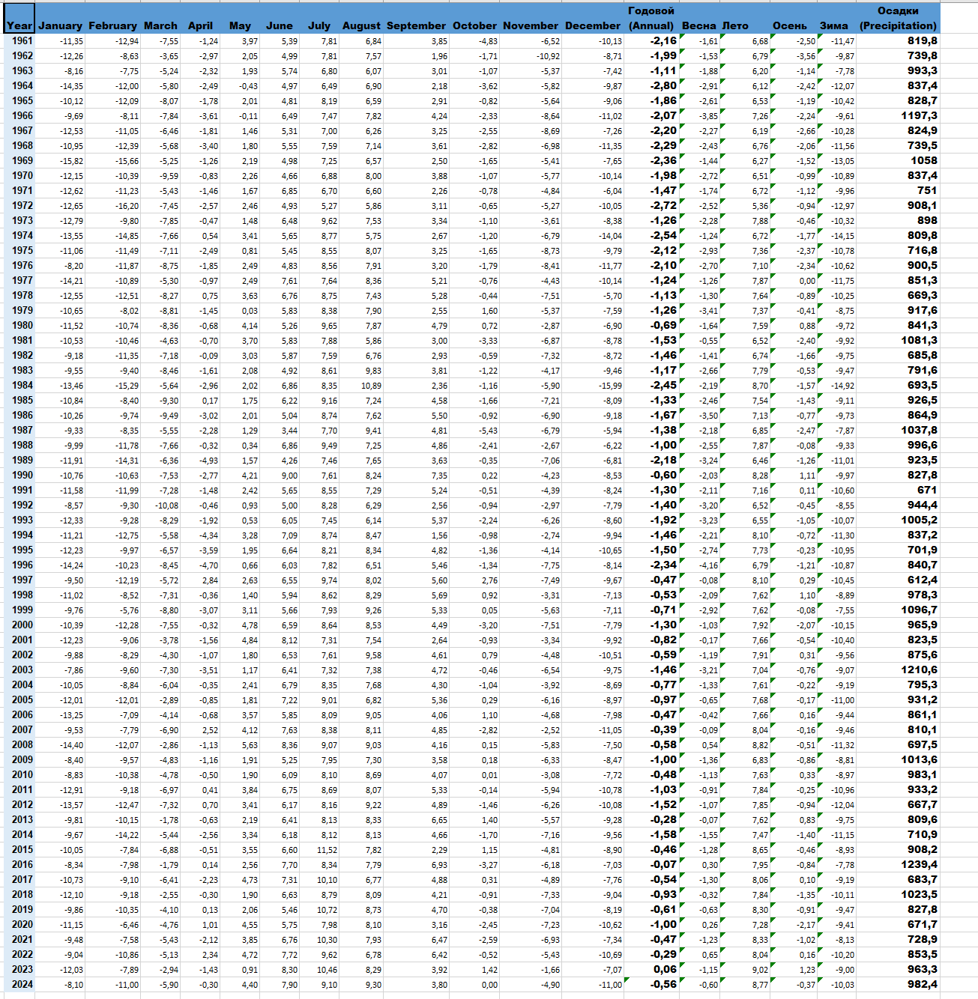 Годовой Осадки
Year January February March April May June July August September October November December (Annual) Весна Лето Осень Зима (Precipitation)
1961 -11,35 -12,94 -7,55 -1,24 3,97 5,39 7,81 6,84 3,85 -4,83 -6,52 -10,13 -2,16 -1,61 6,68 -2,50 -11,47 819,8
1962 -12,26 -8,63 -3,65 -2,97 2,05 4,99 7,81 7,57 1,96 -1,71 -10,92 -8,71 -1,99 -1,53 6,79 -3,56 -9,87 739,8
1963 -8,16 -7,75 -5,24 -2,32 1,93 5,74 6,80 6,07 3,01 -1,07 -5,37 -7,42 -1,11 -1,88 6,20 -1,14 -7,78 993,3
1964 -14,35 -12,00 -5,80 -2,49 -0,43 4,97 6,49 6,90 2,18 -3,62 -5,82 -9,87 -2,80 -2,91 6,12 -2,42 -12,07 837,4
1965 -10,12 -12,09 -8,07 -1,78 2,01 4,81 8,19 6,59 2,91 -0,82 -5,64 -9,06 -1,86 -2,61 6,53 -1,19 -10,42 828,7
1966 -9,69 -8,11 -7,84 -3,61 -0,11 6,49 7,47 7,82 4,24 -2,33 -8,64 -11,02 -2,07 -3,85 7,26 -2,24 -9,61 1197,3
1967 -12,53 -11,05 -6,46 -1,81 1,46 5,31 7,00 6,26 3,25 -2,55 -8,69 -7,26 -2,20 -2,27 6,19 -2,66 -10,28 824,9
1968 -10,95 -12,39 -5,68 -3,40 1,80 5,55 7,59 7,14 3,61 -2,82 -6,98 -11,35 -2,29 -2,43 6,76 -2,06 -11,56 739,5
1969 -15,82 -15,66 -5,25 -1,26 2,19 4,98 7,25 6,57 2,50 -1,65 -5,41 -7,65 -2,36 -1,44 6,27 -1,52 -13,05 1058
1970 -12,15 -10,39 -9,59 -0,83 2,26 4,66 6,88 8,00 3,88 -1,07 -5,77 -10,14 -1,98 -2,72 6,51 -0,99 -10,89 837,4
1971 -12,62 -11,23 -5,43 -1,46 1,67 6,85 6,70 6,60 2,26 -0,78 -4,84 -6,04 -1,47 -1,74 6,72 -1,12 -9,96 751
1972 -12,65 -16,20 -7,45 -2,57 2,46 4,93 5,27 5,86 3,11 -0,65 -5,27 -10,05 -2,72 -2,52 5,36 -0,94 -12,97 908,1
1973 -12,79 -9,80 -7,85 -0,47 1,48 6,48 9,62 7,53 3,34 -1,10 -3,61 -8,38 -1,26 -2,28 7,88 -0,46 -10,32 898
1974 -13,55 -14,85 -7,66 0,54 3,41 5,65 8,77 5,75 2,67 -1,20 -6,79 -14,04 -2,54 -1,24 6,72 -1,77 -14,15 809,8
1975 -11,06 -11,49 -7,11 -2,49 0,81 5,45 8,55 8,07 3,25 -1,65 -8,73 -9,79 -2,12 -2,93 7,36 -2,37 -10,78 716,8
1976 -8,20 -11,87 -8,75 -1,85 2,49 4,83 8,56 7,91 3,20 -1,79 -8,41 -11,77 -2,10 -2,70 7,10 -2,34 -10,62 900,5
1977 -14,21 -10,89 -5,30 -0,97 2,49 7,61 7,64 8,36 5,21 -0,76 -4,43 -10,14 -1,24 -1,26 7,87 0,00 -11,75 851,3
1978 -12,55 -12,51 -8,27 0,75 3,63 6,76 8,75 7,43 5,28 -0,44 -7,51 -5,70 -1,13 -1,30 7,64 -0,89 -10,25 669,3
1979 -10,65 -8,02 -8,81 -1,45 0,03 5,83 8,38 7,90 2,55 1,60 -5,37 -7,59 -1,26 -3,41 7,37 -0,41 -8,75 917,6
1980 -11,52 -10,74 -8,36 -0,68 4,14 5,26 9,65 7,87 4,79 0,72 -2,87 -6,90 -0,69 -1,64 7,59 0,88 -9,72 841,3
1981 -10,53 -10,46 -4,63 -0,70 3,70 5,83 7,88 5,86 3,00 -3,33 -6,87 -8,78 -1,53 -0,55 6,52 -2,40 -9,92 1081,3
1982 -9,18 -11,35 -7,18 -0,09 3,03 5,87 7,59 6,76 2,93 -0,59 -7,32 -8,72 -1,46 -1,41 6,74 -1,66 -9,75 685,8
1983 -9,55 -9,40 -8,46 -1,61 2,08 4,92 8,61 9,83 3,81 -1,22 -4,17 -9,46 -1,17 -2,66 7,79 -0,53 -9,47 791,6
1984 -13,46 -15,29 -5,64 -2,96 2,02 6,86 8,35 10,89 2,36 -1,16 -5,90 -15,99 -2,45 -2,19 8,70 -1,57 -14,92 693,5
1985 -10,84 -8,40 -9,30 0,17 1,75 6,22 9,16 7,24 4,58 -1,66 -7,21 -8,09 -1,33 -2,46 7,54 -1,43 -9,11 926,5
1986 -10,26 -9,74 -9,49 -3,02 2,01 5,04 8,74 7,62 5,50 -0,92 -6,90 -9,18 -1,67 -3,50 7,13 -0,77 -9,73 864,9
1987 -9,33 -8,35 -5,55 -2,28 1,29 3,44 7,70 9,41 4,81 -5,43 -6,79 -5,94 -1,38 -2,18 6,85 -2,47 -7,87 1037,8
1988 -9,99 -11,78 -7,66 -0,32 0,34 6,86 9,49 7,25 4,86 -2,41 -2,67 -6,22 -1,00 -2,55 7,87 -0,08 -9,33 996,6
1989 -11,91 -14,31 -6,36 -4,93 1,57 4,26 7,46 7,65 3,63 -0,35 -7,06 -6,81 -2,18 -3,24 6,46 -1,26 -11,01 923,5
1990 -10,76 -10,63 -7,53 -2,77 4,21 9,00 7,61 8,24 7,35 0,22 -4,23 -8,53 -0,60 -2,03 8,28 1,11 -9,97 827,8
1991 -11,58 -11,99 -7,28 -1,48 2,42 5,65 8,55 7,29 5,24 -0,51 -4,39 -8,24 -1,30 -2,11 7,16 0,11 -10,60 671
1992 -8,57 -9,30 -10,08 -0,46 0,93 5,00 8,28 6,29 2,56 -0,94 -2,97 -7,79 -1,40 -3,20 6,52 -0,45 -8,55 944,4
1993 -12,33 -9,28 -8,29 -1,92 0,53 6,05 7,45 6,14 5,37 -2,24 -6,26 -8,60 -1,92 -3,23 6,55 -1,05 -10,07 1005,2
1994 -11,21 -12,75 -5,58 -4,34 3,28 7,09 8,74 8,47 1,56 -0,98 -2,74 -9,94 -1,46 -2,21 8,10 -0,72 -11,30 837,2
1995 -12,23 -9,97 -6,57 -3,59 1,95 6,64 8,21 8,34 4,82 -1,36 -4,14 -10,65 -1,50 -2,74 7,73 -0,23 -10,95 701,9
1996 -14,24 -10,23 -8,45 -4,70 0,66 6,03 7,82 6,51 5,46 -1,34 -7,75 -8,14 -2,34 -4,16 6,79 -1,21 -10,87 840,7
1997 -9,50 -12,19 -5,72 2,84 2,63 6,55 9,74 8,02 5,60 2,76 -7,49 -9,67 -0,47 -0,08 8,10 0,29 -10,45 612,4
1998 -11,02 -8,52 -7,31 -0,36 1,40 5,94 8,62 8,29 5,69 0,92 -3,31 -7,13 -0,53 -2,09 7,62 1,10 -8,89 978,3
1999 -9,76 -5,76 -8,80 -3,07 3,11 5,66 7,93 9,26 5,33 0,05 -5,63 -7,11 -0,71 -2,92 7,62 -0,08 -7,55 1096,7
2000 -10,39 -12,28 -7,55 -0,32 4,78 6,59 8,64 8,53 4,49 -3,20 -7,51 -7,79 -1,30 -1,03 7,92 -2,07 -10,15 965,9
2001 -12,23 -9,06 -3,78 -1,56 4,84 8,12 7,31 7,54 2,64 -0,93 -3,34 -9,92 -0,82 -0,17 7,66 -0,54 -10,40 823,5
2002 -9,88 -8,29 -4,30 -1,07 1,80 6,53 7,61 9,58 4,61 0,79 -4,48 -10,51 -0,59 -1,19 7,91 0,31 -9,56 875,6
2003 -7,86 -9,60 -7,30 -3,51 1,17 6,41 7,32 7,38 4,72 -0,46 -6,54 -9,75 -1,46 -3,21 7,04 -0,76 -9,07 1210,6
2004 -10,05 -8,84 -6,04 -0,35 2,41 6,79 8,35 7,68 4,30 -1,04 -3,92 -8,69 -0,77 -1,33 7,61 -0,22 -9,19 795,3
2005 -12,01 -12,01 -2,89 -0,85 1,81 7,22 9,01 6,82 5,36 0,29 -6,16 -8,97 -0,97 -0,65 7,68 -0,17 -11,00 931,2
2006 -13,25 -7,09 -4,14 -0,68 3,57 5,85 8,09 9,05 4,06 1,10 -4,68 -7,98 -0,47 -0,42 7,66 0,16 -9,44 861,1
2007 -9,53 -7,79 -6,90 2,52 4,12 7,63 8,38 8,11 4,85 -2,82 -2,52 -11,05 -0,39 -0,09 8,04 -0,16 -9,46 810,1
2008 -14,40 -12,07 -2,86 -1,13 5,63 8,36 9,07 9,03 4,16 0,15 -5,83 -7,50 -0,58 0,54 8,82 -0,51 -11,32 697,5
2009 -8,40 -9,57 -4,83 -1,16 1,91 5,25 7,95 7,30 3,58 0,18 -6,03 -8,47 -1,00 -1,36 6,83 -0,86 -8,81 1013,6
2010 -8,83 -10,38 -4,78 -0,50 1,90 6,09 8,10 8,69 4,07 0,01 -3,08 -7,72 -0,48 -1,13 7,63 0,33 -8,97 983,1
2011 -12,91 -9,18 -6,97 0,41 3,84 6,75 8,69 8,07 5,33 -0,14 -5,94 -10,78 -1,03 -0,91 7,84 -0,25 -10,96 933,2
2012 -13,57 -12,47 -7,32 0,70 3,41 6,17 8,16 9,22 4,89 -1,46 -6,26 -10,08 -1,52 -1,07 7,85 -0,94 -12,04 667,7
2013 -9,81 -10,15 -1,78 -0,63 2,19 6,41 8,13 8,33 6,65 1,40 -5,57 -9,28 -0,28 -0,07 7,62 0,83 -9,75 809,6
2014 -9,67 -14,22 -5,44 -2,56 3,34 6,18 8,12 8,13 4,66 -1,70 -7,16 -9,56 -1,58 -1,55 7,47 -1,40 -11,15 710,9
2015 -10,05 -7,84 -6,88 -0,51 3,55 6,60 11,52 7,82 2,29 1,15 -4,81 -8,90 -0,46 -1,28 8,65 -0,46 -8,93 908,2
2016 -8,34 -7,98 -1,79 0,14 2,56 7,70 8,34 7,79 6,93 -3,27 -6,18 -7,03 -0,07 0,30 7,95 -0,84 -7,78 1239,4
2017 -10,73 -9,10 -6,41 -2,23 4,73 7,31 10,10 6,77 4,88 0,31 -4,89 -7,76 -0,54 -1,30 8,06 0,10 -9,19 683,7
2018 -12,10 -9,18 -2,55 -0,30 1,90 6,63 8,79 8,09 4,21 -0,91 -7,33 -9,04 -0,93 -0,32 7,84 -1,35 -10,11 1023,5
2019 -9,86 -10,35 -4,10 0,13 2,06 5,46 10,72 8,73 4,70 -0,38 -7,04 -8,19 -0,61 -0,63 8,30 -0,91 -9,47 827,8
2020 -11,15 -6,46 -4,76 1,01 4,55 5,75 7,98 8,10 3,16 -2,45 -7,23 -10,62 -1,00 0,26 7,28 -2,17 -9,41 671,7
2021 -9,48 -7,58 -5,43 -2,12 3,85 6,76 10,30 7,93 6,47 -2,59 -6,93 -7,34 -0,47 -1,23 8,33 -1,02 -8,13 728,9
2022 -9,04 -10,86 -5,13 2,34 4,72 7,72 9,62 6,78 6,42 -0,52 -5,43 -10,69 -0,29 0,65 8,04 0,16 -10,20 853,5
2023 -12,03 -7,89 -2,94 -1,43 0,91 8,30 10,46 8,29 3,92 1,42 -1,66 -7,07 0,06 -1,15 9,02 1,23 -9,00 963,3
2024 -8,10 -11,00 -5,90 -0,30 4,40 7,90 9,10 9,30 3,80 0,00 -4,90 -11,00 -0,56 -0,60 8,77 -0,37 -10,03 982,4